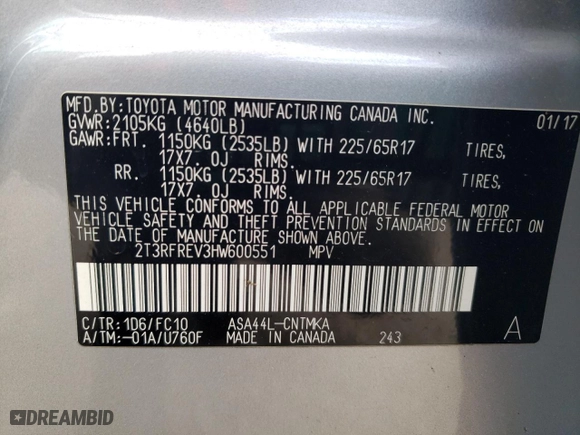 MFD.BY:TOYOTA MOTOR MANUFACTURING CANADA INC.
GVWR:2105KG (4640LB) 01/17
GAWR:FRT. 1150KG (2535LB) WITH 225/65R17 TIRES,
17X7.0J RIMS.
RR. 1150KG (2535LB) WITH 225/65R17 TIRES,
17X7.0J RIMS.
THIS VEHICLE CONFORMS TO ALL APPLICABLE FEDERAL MOTOR
VEHICLE SAFETY AND THEFT PREVENTION STANDARDS IN EFFECT ON
THE DATE OF MANUFACTURE SHOWN ABOVE.
2T3RFREV3HW600551 MPV
C/TR:1D6/FC10 ASA44L-CNTMKA A
A/TM:-01A/U760F MADE IN CANADA 243
DREAMBID